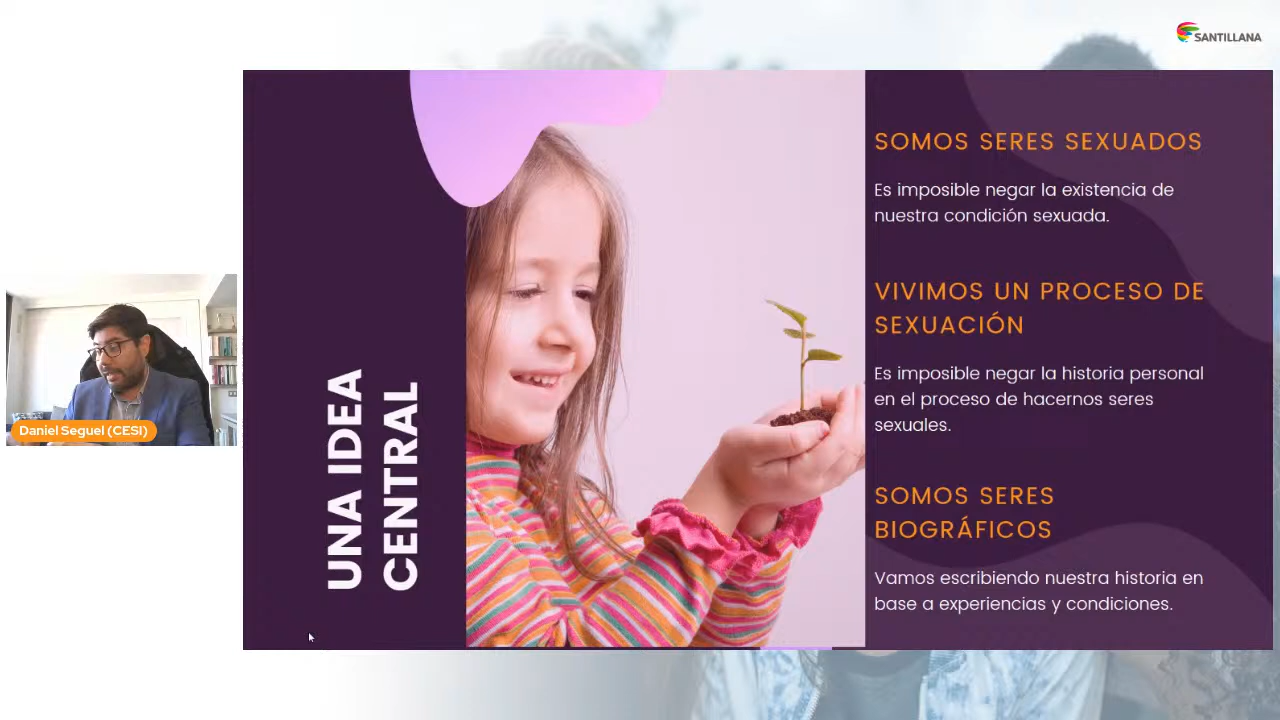 SANTILLANA
UNA IDEA
CENTRAL
SOMOS SERES SEXUADOS
Es imposible negar la existencia de
nuestra condición sexuada.
VIVIMOS UN PROCESO DE
SEXUACIÓN
Es imposible negar la historia personal
en el proceso de hacernos seres
sexuales.
SOMOS SERES
BIOGRÁFICOS
Vamos escribiendo nuestra historia en
base a experiencias y condiciones.
Daniel Seguel (CESI)